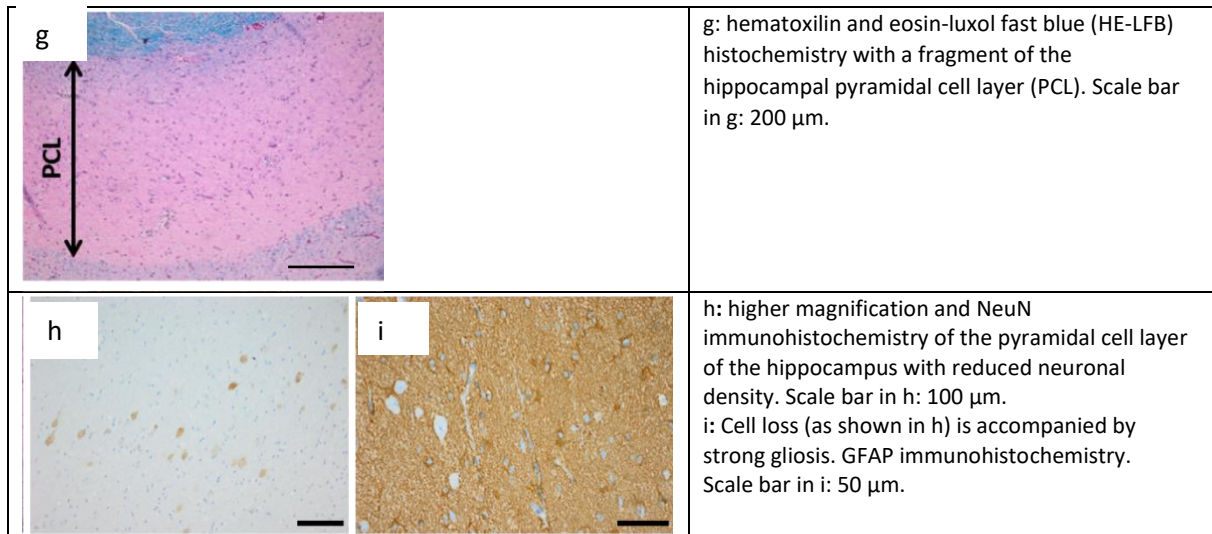 g
PCL
g: hematoxilin and eosin-luxol fast blue (HE-LFB)
histochemistry with a fragment of the
hippocampal pyramidal cell layer (PCL). Scale bar
in g: 200 µm.
h
i
h: higher magnification and NeuN
immunohistochemistry of the pyramidal cell layer
of the hippocampus with reduced neuronal
density. Scale bar in h: 100 µm.
i: Cell loss (as shown in h) is accompanied by
strong gliosis. GFAP immunohistochemistry.
Scale bar in i: 50 µm.